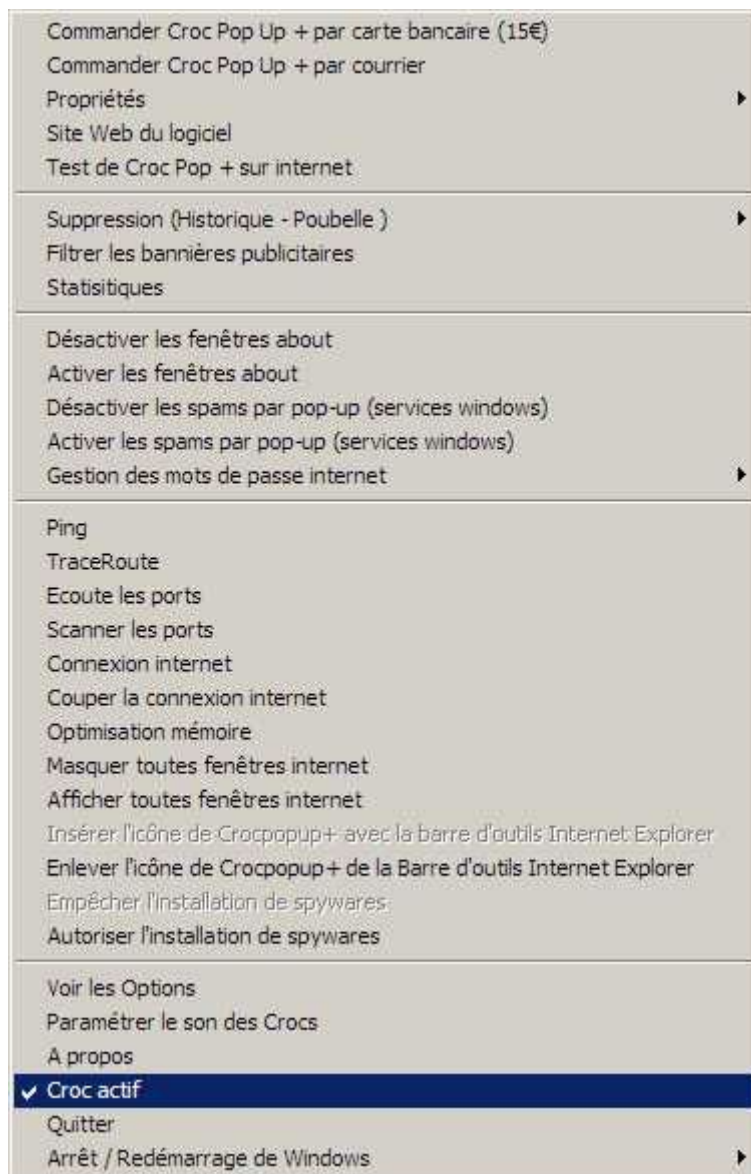 Commander Croc Pop Up + par carte bancaire (15€)
Commander Croc Pop Up + par courrier
Propriétés
Site Web du logiciel
Test de Croc Pop + sur internet
Suppression (Historique - Poubelle )
Filtrer les bannières publicitaires
Statisitiques
Désactiver les fenêtres about
Activer les fenêtres about
Désactiver les spams par pop-up (services windows)
Activer les spams par pop-up (services windows)
Gestion des mots de passe internet
Ping
TraceRoute
Ecoute les ports
Scanner les ports
Connexion internet
Couper la connexion internet
Optimisation mémoire
Masquer toutes fenêtres internet
Afficher toutes fenêtres internet
Insérer l'icône de Crocpopup+ avec la barre d'outils Internet Explorer
Enlever l'icône de Crocpopup+ de la Barre d'outils Internet Explorer
Empêcher l'installation de spywares
Autoriser l'installation de spywares
Voir les Options
Paramétrer le son des Crocs
A propos
Croc actif
Quitter
Arrêt / Redémarrage de Windows